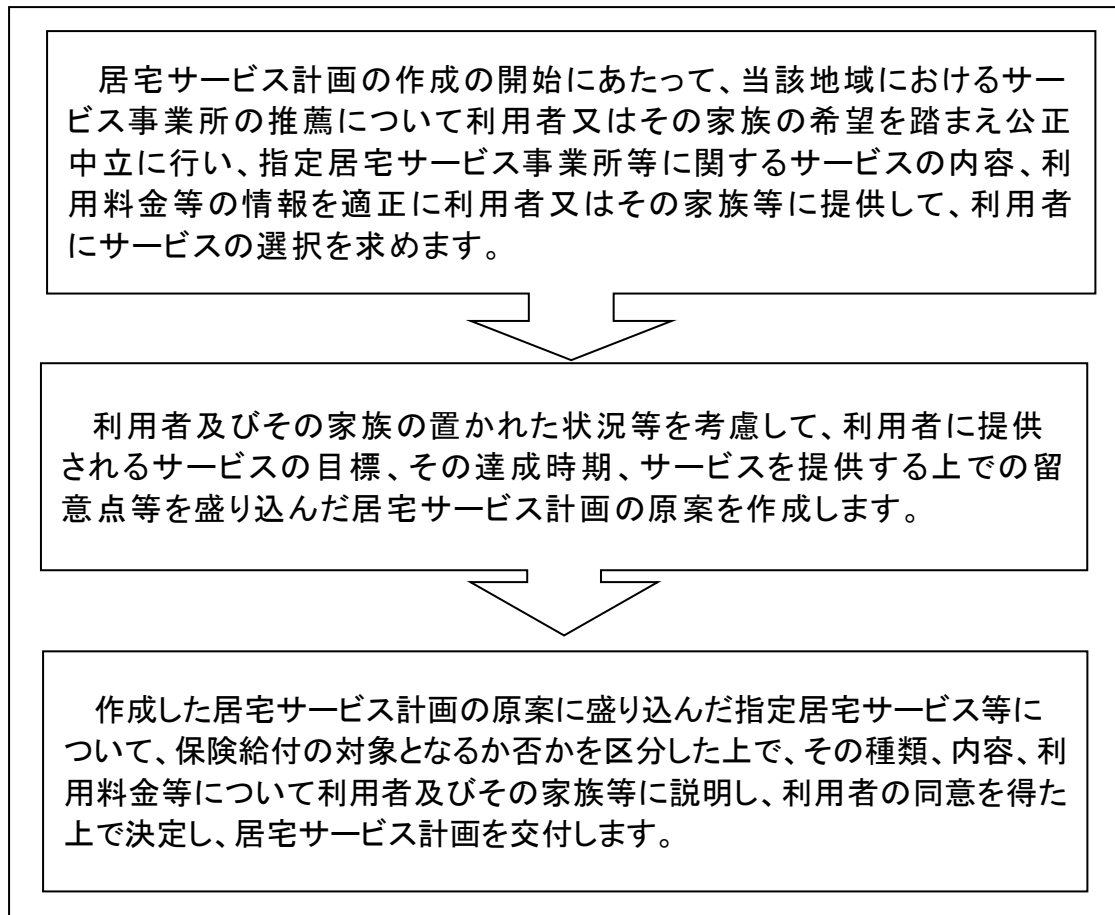 居宅サービス計画の作成の開始にあたって、当該地域におけるサー
ビス事業所の推薦について利用者又はその家族の希望を踏まえ公正
中立に行い、指定居宅サービス事業所等に関するサービスの内容、利
用料金等の情報を適正に利用者又はその家族等に提供して、利用者
にサービスの選択を求めます。
利用者及びその家族の置かれた状況等を考慮して、利用者に提供
されるサービスの目標、その達成時期、サービスを提供する上での留
意点等を盛り込んだ居宅サービス計画の原案を作成します。
作成した居宅サービス計画の原案に盛り込んだ指定居宅サービス等に
ついて、保険給付の対象となるか否かを区分した上で、その種類、内容、利
用料金等について利用者及びその家族等に説明し、利用者の同意を得た
上で決定し、居宅サービス計画を交付します。